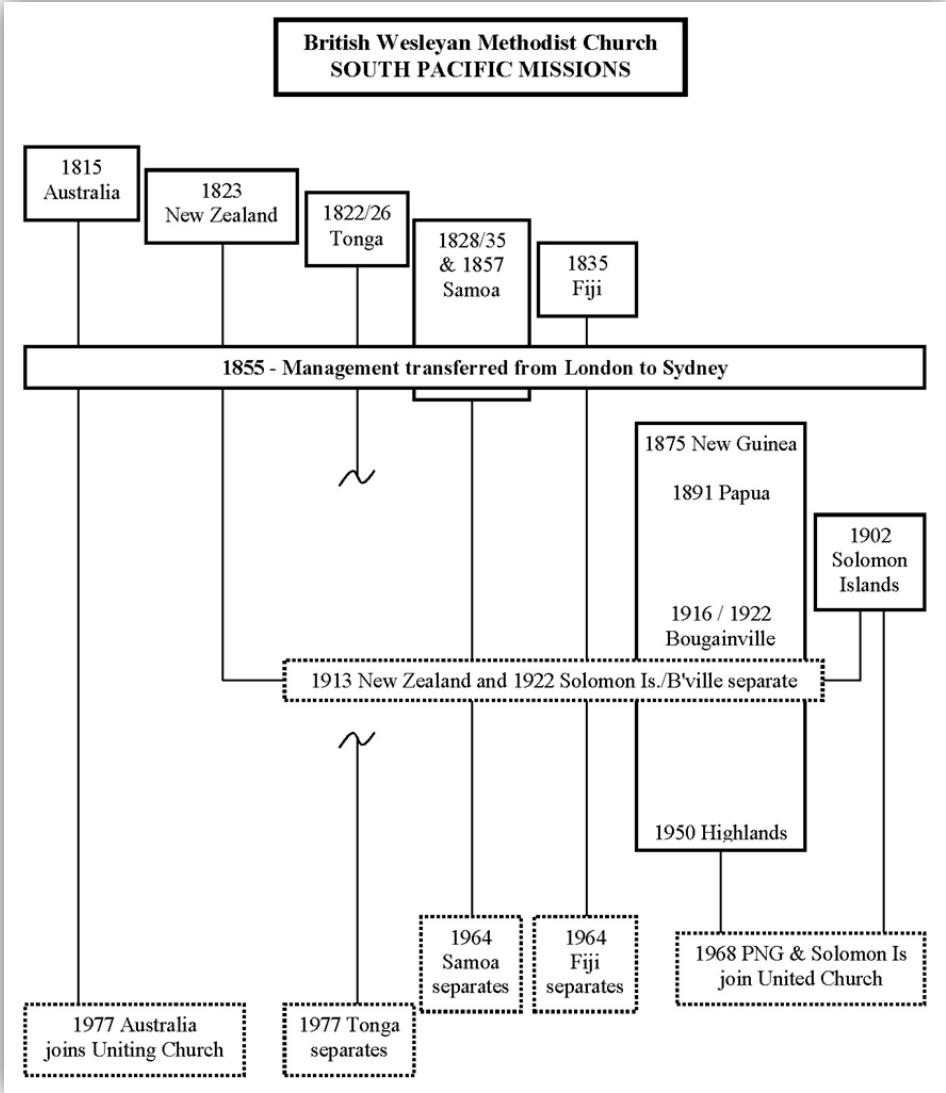 British Wesleyan Methodist Church
SOUTH PACIFIC MISSIONS
1815
Australia
1823
New Zealand
1822/26
Tonga
1828/35
& 1857
Samoa
1835
Fiji
1855 - Management transferred from London to Sydney
1875 New Guinea
1891 Papua
1902
Solomon
Islands
1916 / 1922
Bougainville
1913 New Zealand and 1922 Solomon Is./B'ville separate
1950 Highlands
1964
Samoa
separates
1964
Fiji
separates
1968 PNG & Solomon Is
join United Church
1977 Australia
joins Uniting Church
1977 Tonga
separates